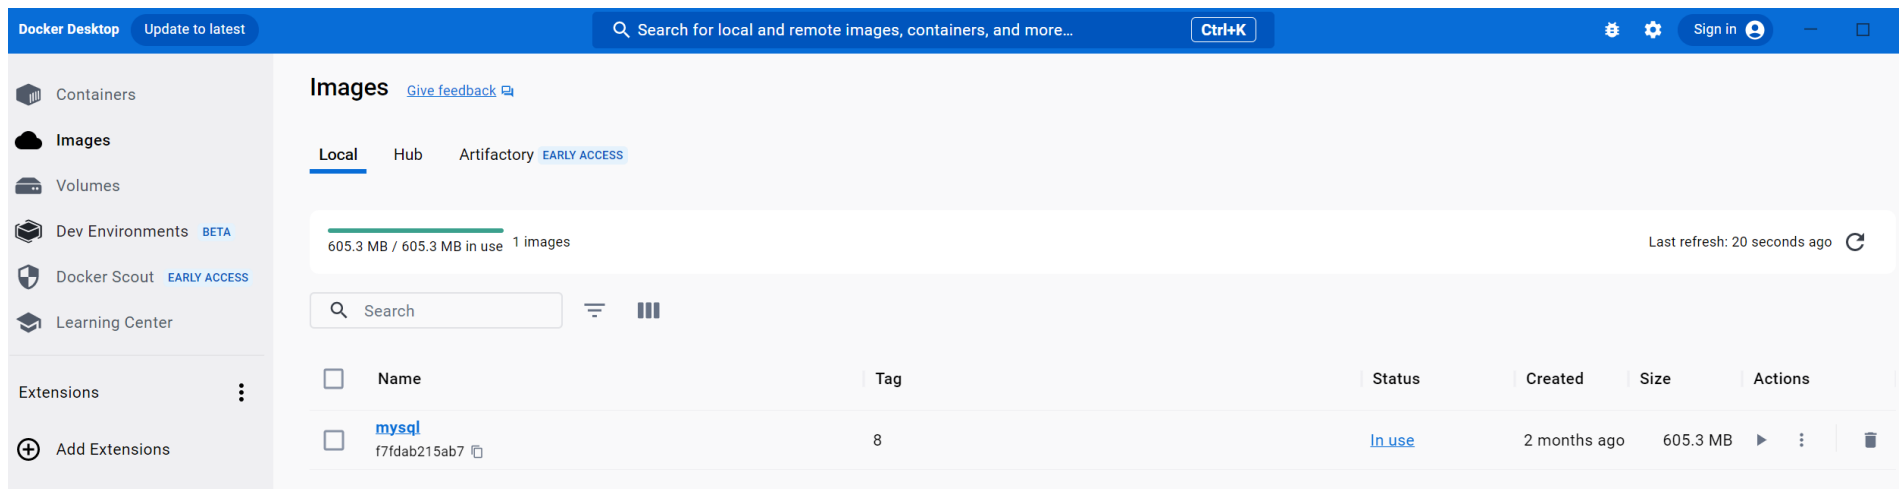 Docker Desktop Update to latest Search for local and remote images, containers, and more... Ctrl+K Sign in
Containers
Images
Volumes
Dev Environments BETA
Docker Scout EARLY ACCESS
Learning Center
Extensions
Add Extensions
Images Give feedback
Local Hub Artifactory EARLY ACCESS
605.3 MB / 605.3 MB in use 1 images Last refresh: 20 seconds ago
Search
Name Tag Status Created Size Actions
mysql 8 In use 2 months ago 605.3 MB
f7fdab215ab7